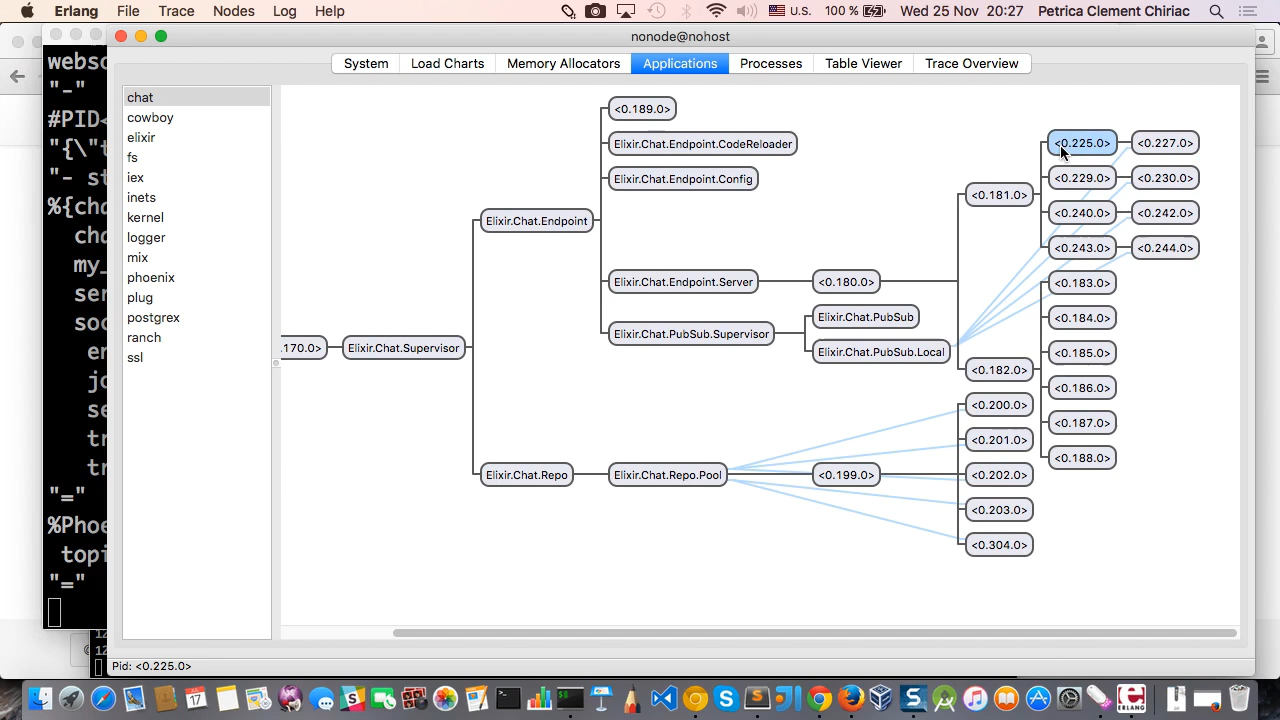 Erlang File Trace Nodes Log Help U.S. 100 % Wed 25 Nov 20:27 Petrica Clement Chiriac
nonode@nohost
System Load Charts Memory Allocators Applications Processes Table Viewer Trace Overview
chat
cowboy
elixir
fs
iex
inets
kernel
logger
mix
phoenix
plug
postgrex
ranch
ssl
websc
"-"
#PID<
"{\"t
"- st
%{cha
cha
my_
ser
soc
en
jo
se
tr
tr
"="
%Phoe
topi
"="
170.0>
Elixir.Chat.Supervisor
Elixir.Chat.Endpoint
Elixir.Chat.Repo
<0.189.0>
Elixir.Chat.Endpoint.CodeReloader
Elixir.Chat.Endpoint.Config
Elixir.Chat.Endpoint.Server
Elixir.Chat.PubSub.Supervisor
Elixir.Chat.Repo.Pool
<0.180.0>
Elixir.Chat.PubSub
Elixir.Chat.PubSub.Local
<0.199.0>
<0.181.0>
<0.182.0>
<0.200.0>
<0.201.0>
<0.202.0>
<0.203.0>
<0.304.0>
<0.225.0>
<0.229.0>
<0.240.0>
<0.243.0>
<0.183.0>
<0.184.0>
<0.185.0>
<0.186.0>
<0.187.0>
<0.188.0>
<0.227.0>
<0.230.0>
<0.242.0>
<0.244.0>
12
12
Pid: <0.225.0>
17
ERLANG